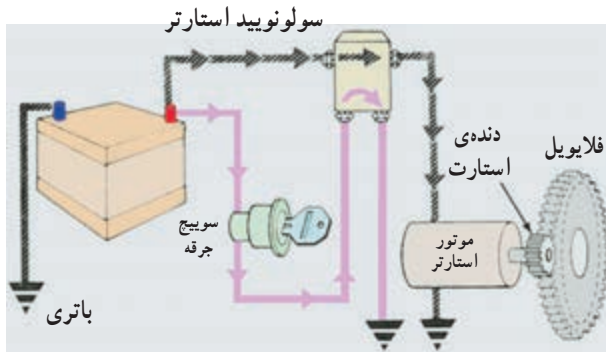 سولونویید استارتر
دنده‌ی
استارت
فلایویل
سوییچ
جرقه
موتور
استارتر
باتری